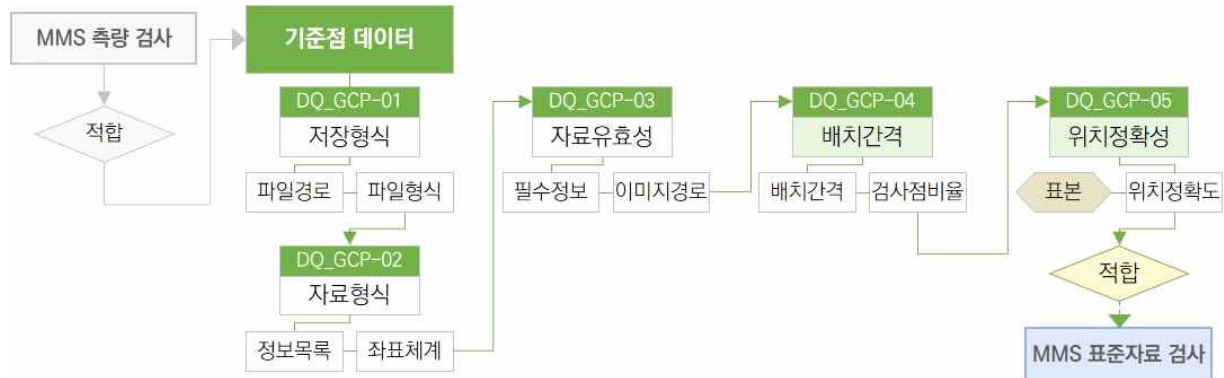 MMS 측량 검사
적합
기준점 데이터
DQ_GCP-01
저장형식
파일경로
파일형식
DQ_GCP-02
자료형식
정보목록
좌표체계
DQ_GCP-03
자료유효성
필수정보
이미지경로
DQ_GCP-04
배치간격
배치간격
검사점비율
DQ_GCP-05
위치정확성
표본
위치정확도
적합
MMS 표준자료 검사